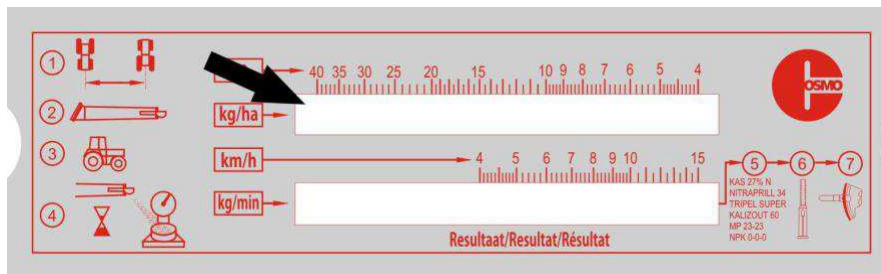 1
40 35 30 25 20 15 10 9 8 7 6 5 4
2
kg/ha
OSMO
3
km/h
4 5 6 7 8 9 10 15
5 6 7
4
kg/min
KAS 27% N
NITRAPRILL 34
TRIPEL SUPER
KALIZOUT 60
MP 23-23
NPK 0-0-0
Resultaat/Resultat/Résultat